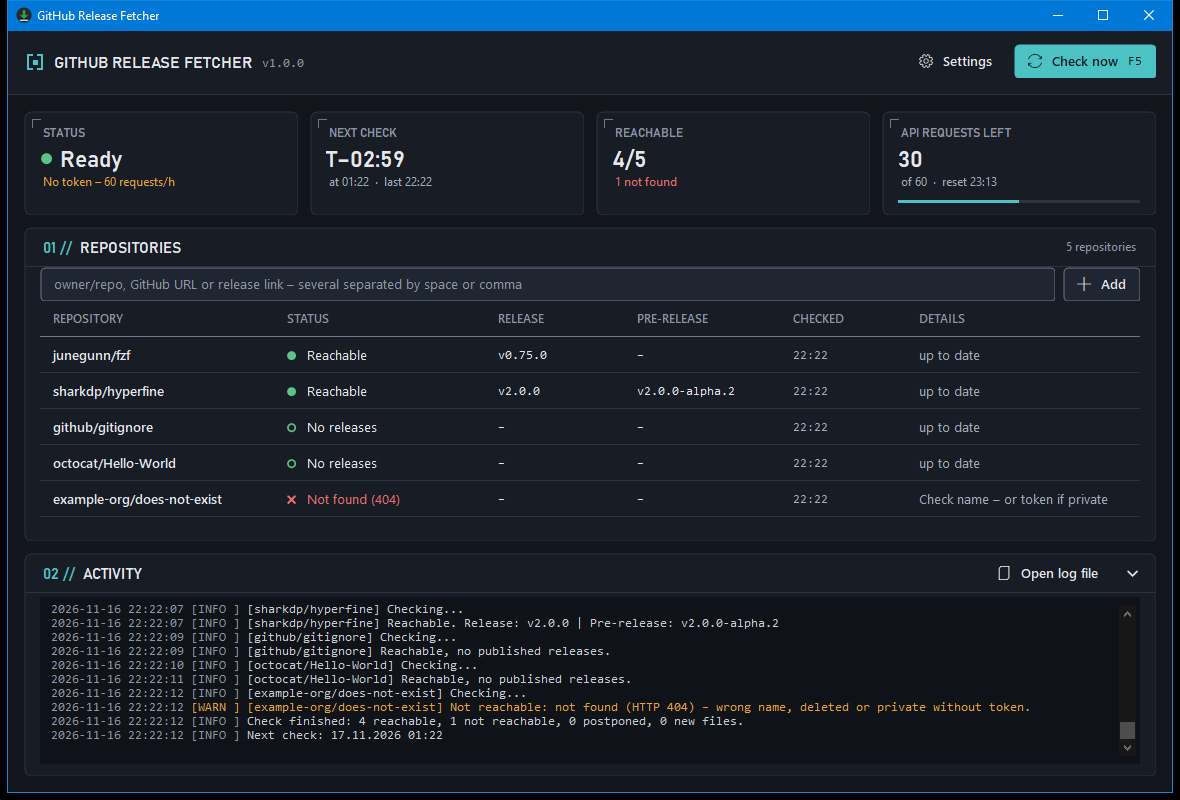 GitHub Release Fetcher
GITHUB RELEASE FETCHER v1.0.0
Settings
Check now F5
STATUS
Ready
No token – 60 requests/h
NEXT CHECK
T–02:59
at 01:22 · last 22:22
REACHABLE
4/5
1 not found
API REQUESTS LEFT
30
of 60 · reset 23:13
01 // REPOSITORIES
5 repositories
owner/repo, GitHub URL or release link – several separated by space or comma
Add
REPOSITORY STATUS RELEASE PRE-RELEASE CHECKED DETAILS
junegunn/fzf Reachable v0.75.0 – 22:22 up to date
sharkdp/hyperfine Reachable v2.0.0 v2.0.0-alpha.2 22:22 up to date
github/gitignore No releases – – 22:22 up to date
octocat/Hello-World No releases – – 22:22 up to date
example-org/does-not-exist Not found (404) – – 22:22 Check name – or token if private
02 // ACTIVITY
Open log file
2026-11-16 22:22:07 [INFO ] [sharkdp/hyperfine] Checking...
2026-11-16 22:22:07 [INFO ] [sharkdp/hyperfine] Reachable. Release: v2.0.0 | Pre-release: v2.0.0-alpha.2
2026-11-16 22:22:09 [INFO ] [github/gitignore] Checking...
2026-11-16 22:22:09 [INFO ] [github/gitignore] Reachable, no published releases.
2026-11-16 22:22:10 [INFO ] [octocat/Hello-World] Checking...
2026-11-16 22:22:11 [INFO ] [octocat/Hello-World] Reachable, no published releases.
2026-11-16 22:22:12 [INFO ] [example-org/does-not-exist] Checking...
2026-11-16 22:22:12 [WARN ] [example-org/does-not-exist] Not reachable: not found (HTTP 404) – wrong name, deleted or private without token.
2026-11-16 22:22:12 [INFO ] Check finished: 4 reachable, 1 not reachable, 0 postponed, 0 new files.
2026-11-16 22:22:12 [INFO ] Next check: 17.11.2026 01:22